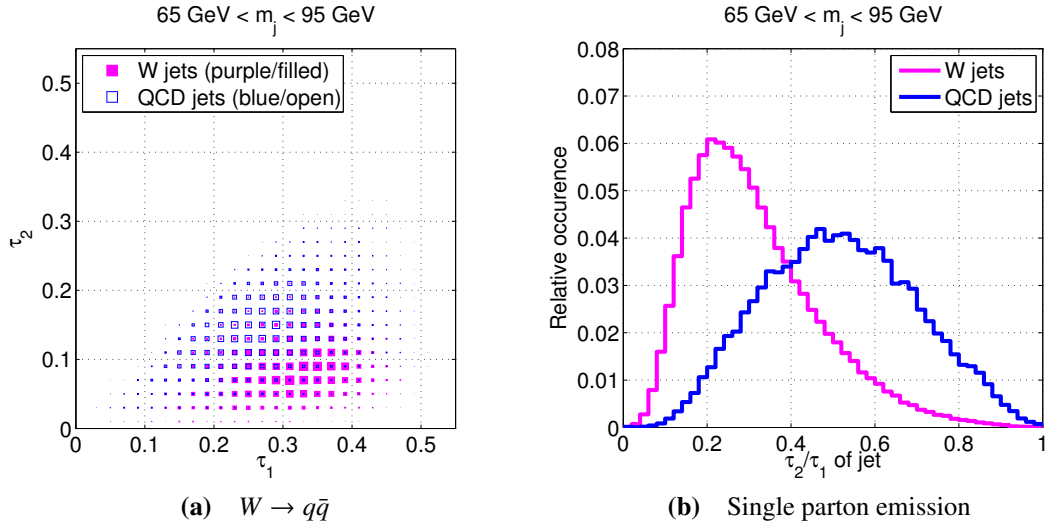 65 GeV < m_j < 95 GeV
0.5
0.4
0.3
0.2
0.1
0
τ_2
W jets (purple/filled)
QCD jets (blue/open)
0 0.1 0.2 0.3 0.4 0.5
τ_1
(a) W → qq̄
65 GeV < m_j < 95 GeV
0.08
0.07
0.06
0.05
0.04
0.03
0.02
0.01
0
Relative occurence
W jets
QCD jets
0 0.2 0.4 0.6 0.8 1
τ_2/τ_1 of jet
(b) Single parton emission